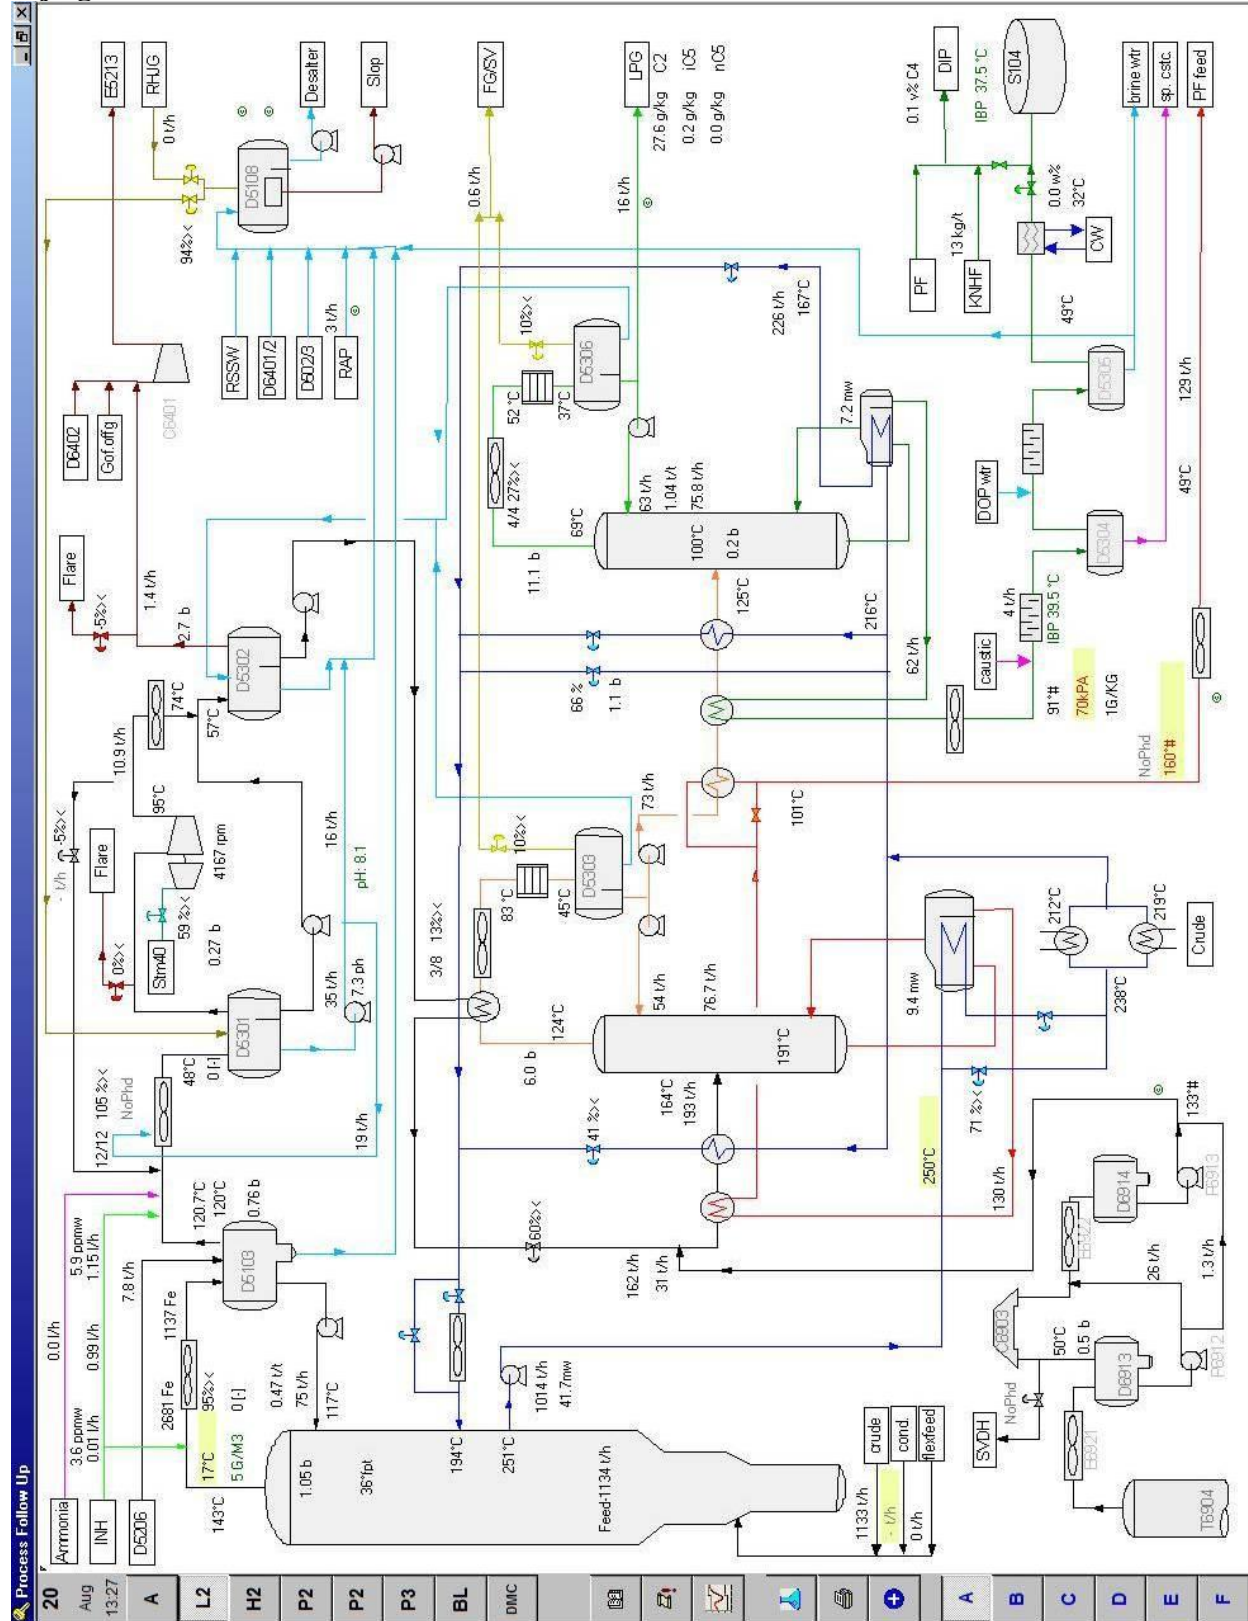 Process Follow Up
20
Aug
13:27
A
L2
H2
P2
P2
P3
BL
DMC
A
B
C
D
E
F
Ammonia
INH
D5206
0.0 l/h
3.6 ppmw
0.01 l/h
0.99 l/h
5.9 ppmw
1.15 l/h
7.8 t/h
2681 Fe
1137 Fe
143°C
17°C
95%><
5 G/M3
0 [-]
0.47 t/t
75 t/h
117°C
D5103
120.7°C
120°C
0.76 b
12/12
105 %><
NoPhd
48°C
0 [-]
D5301
- t/h
-5%><
Flare
0%><
Stm40
59 %><
0.27 b
4167 rpm
95°C
10.9 t/h
74°C
57°C
D5302
2.7 b
Flare
-5%><
1.4 t/h
D6402
Gof.offg
C6401
E5213
RHJG
0 t/h
94%><
D5108
Desalter
Slop
RSSW
D6401/2
D502/3
RAP
3 t/h
35 t/h
7.3 ph
16 t/h
pH: 8.1
19 t/h
1.05 b
36°fpt
194°C
251°C
Feed-1134 t/h
1014 t/h
41.7mw
1133 t/h
- t/h
0 t/h
crude
cond.
flexfeed
60%><
162 t/h
31 t/h
41 %><
164°C
193 t/h
6.0 b
124°C
191°C
3/8
13%><
83 °C
45°C
D5303
10%><
54 t/h
76.7 t/h
73 t/h
101°C
66 %
1.1 b
125°C
216°C
62 t/h
11.1 b
69°C
100°C
0.2 b
4/4
27%><
52 °C
37°C
D5306
10%><
63 t/h
1.04 t/t
75.8 t/h
7.2 mw
226 t/h
167°C
0.6 t/h
FG/SV
16 t/h
LPG
27.6 g/kg C2
0.2 g/kg iC5
0.0 g/kg nC5
250°C
71 %><
9.4 mw
130 t/h
238°C
212°C
219°C
Crude
T6904
E6921
SVDH
NoPhd
50°C
0.5 b
D6913
C6903
E6922
D6914
P6912
P6913
26 t/h
1.3 t/h
133°#
NoPhd
160°#
91°#
70kPA
1G/KG
caustic
4 t/h
IBP 39.5 °C
D5304
DOP wtr
D5305
49°C
CW
0.0 w%
32°C
PF
KNHF
13 kg/t
0.1 v% C4
DIP
IBP 37.5 °C
S104
brine wtr
sp. cstc.
PF feed
129 t/h
49°C